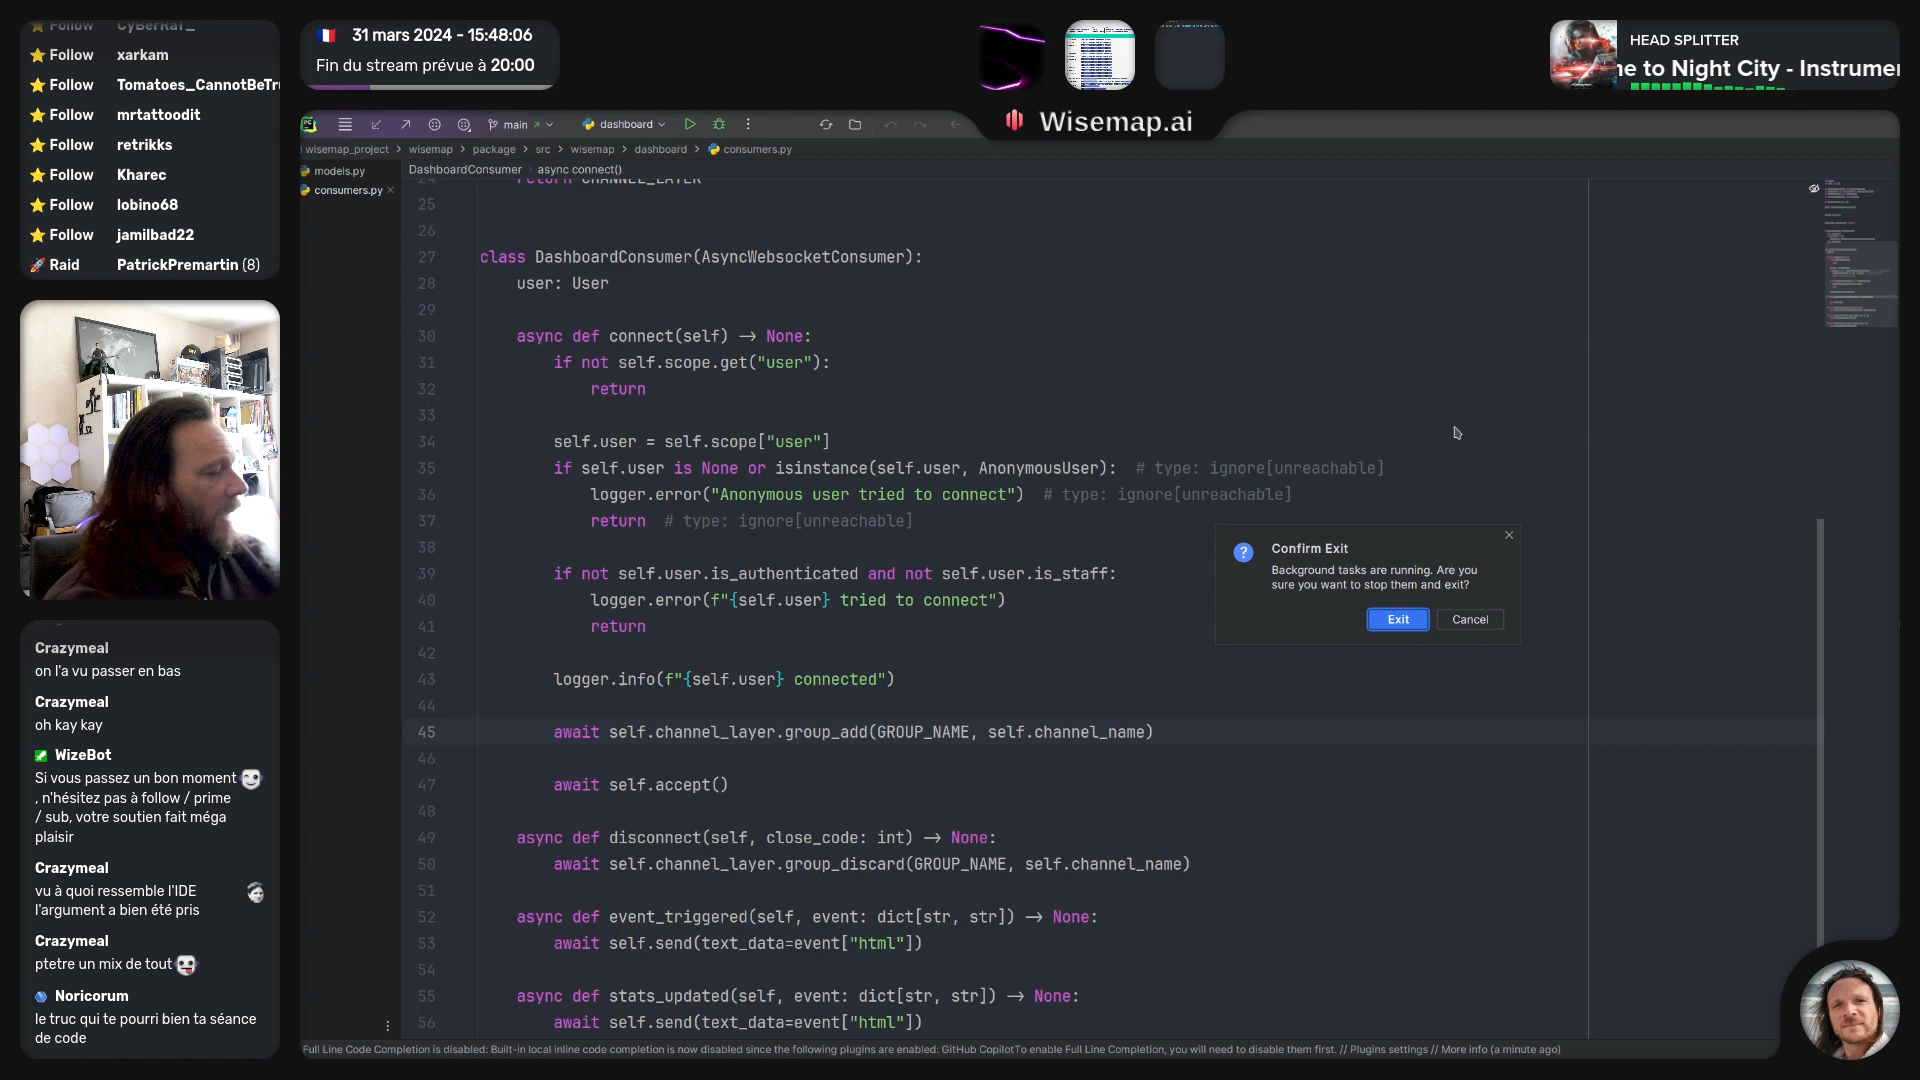 Follow CyBerRaT_
Follow xarkam
Follow Tomatoes_CannotBeTr
Follow mrtattoodit
Follow retrikks
Follow Kharec
Follow lobino68
Follow jamilbad22
Raid PatrickPremartin (8)
31 mars 2024 - 15:48:06
Fin du stream prévue à 20:00
HEAD SPLITTER
ne to Night City - Instrumen
Wisemap.ai
main
dashboard
wisemap_project > wisemap > package > src > wisemap > dashboard > consumers.py
models.py
consumers.py
DashboardConsumer › async connect()
24 return CHANNEL_LAYER
25
26
27 class DashboardConsumer(AsyncWebsocketConsumer):
28 user: User
29
30 async def connect(self) → None:
31 if not self.scope.get("user"):
32 return
33
34 self.user = self.scope["user"]
35 if self.user is None or isinstance(self.user, AnonymousUser): # type: ignore[unreachable]
36 logger.error("Anonymous user tried to connect") # type: ignore[unreachable]
37 return # type: ignore[unreachable]
38
39 if not self.user.is_authenticated and not self.user.is_staff:
40 logger.error(f"{self.user} tried to connect")
41 return
42
43 logger.info(f"{self.user} connected")
44
45 await self.channel_layer.group_add(GROUP_NAME, self.channel_name)
46
47 await self.accept()
48
49 async def disconnect(self, close_code: int) → None:
50 await self.channel_layer.group_discard(GROUP_NAME, self.channel_name)
51
52 async def event_triggered(self, event: dict[str, str]) → None:
53 await self.send(text_data=event["html"])
54
55 async def stats_updated(self, event: dict[str, str]) → None:
56 await self.send(text_data=event["html"])
Confirm Exit
Background tasks are running. Are you
sure you want to stop them and exit?
Exit
Cancel
Crazymeal
on l'a vu passer en bas
Crazymeal
oh kay kay
WizeBot
Si vous passez un bon moment
, n'hésitez pas à follow / prime
/ sub, votre soutien fait méga
plaisir
Crazymeal
vu à quoi ressemble l'IDE
l'argument a bien été pris
Crazymeal
ptetre un mix de tout
Noricorum
le truc qui te pourri bien ta séance
de code
Full Line Code Completion is disabled: Built-in local inline code completion is now disabled since the following plugins are enabled: GitHub CopilotTo enable Full Line Completion, you will need to disable them first. // Plugins settings // More info (a minute ago)